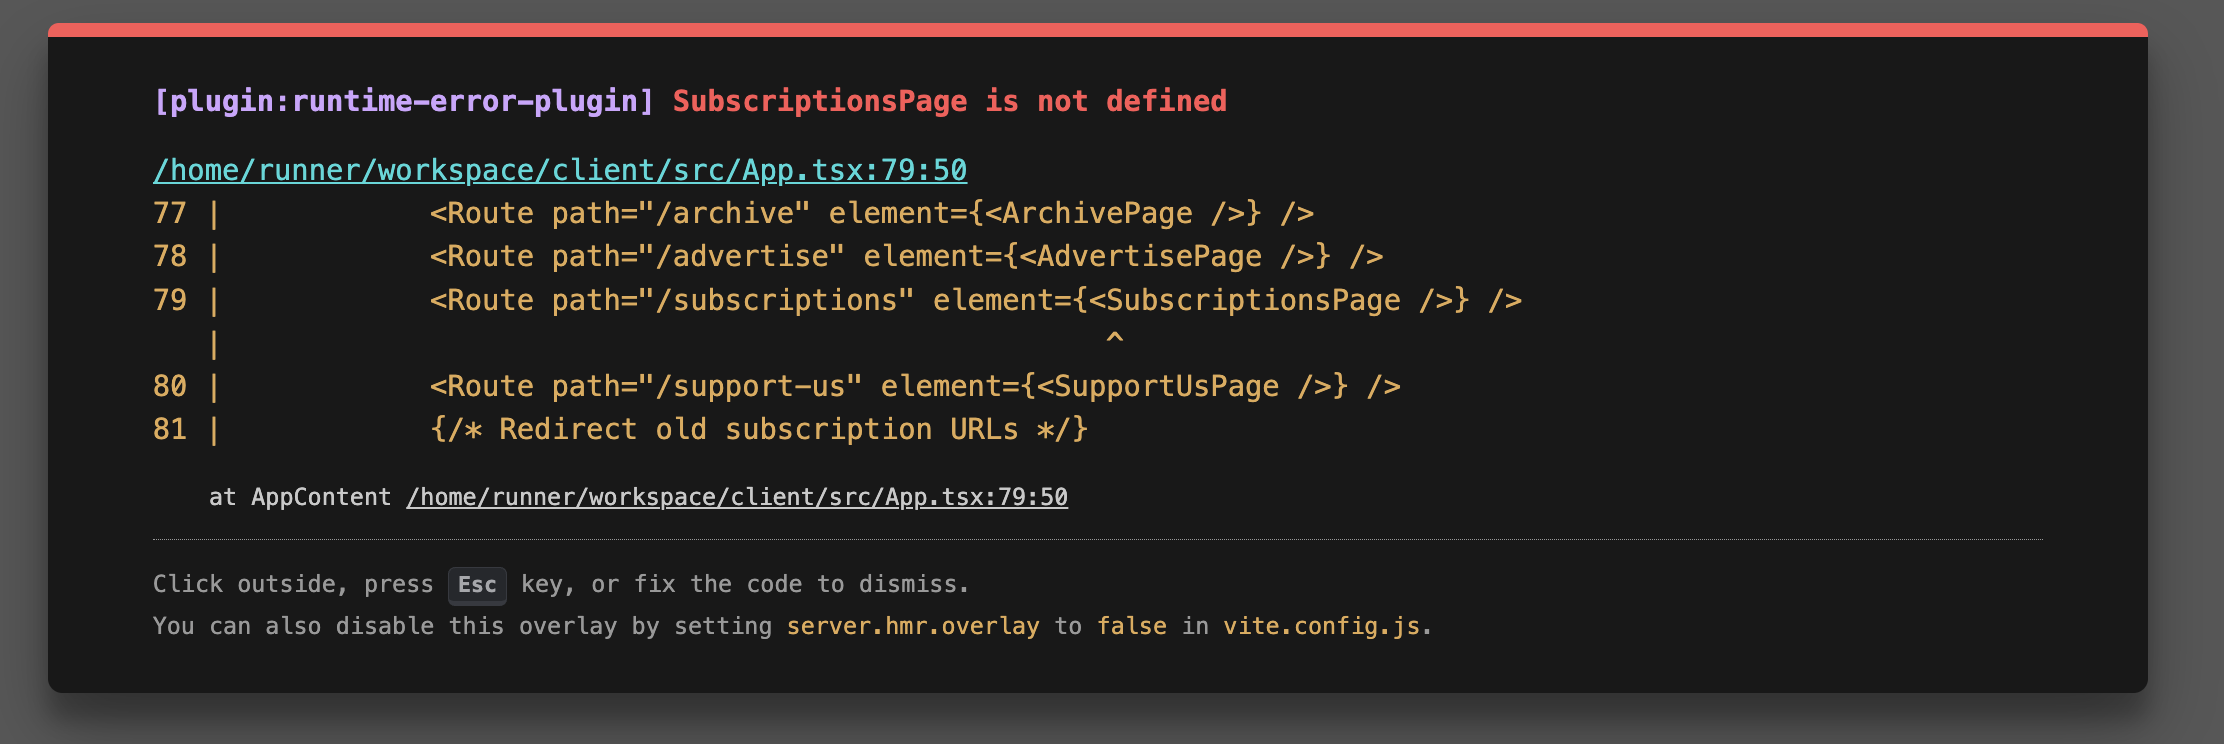 [plugin:runtime-error-plugin] SubscriptionsPage is not defined
/home/runner/workspace/client/src/App.tsx:79:50
77 |            <Route path="/archive" element={<ArchivePage />} />
78 |            <Route path="/advertise" element={<AdvertisePage />} />
79 |            <Route path="/subscriptions" element={<SubscriptionsPage />} />
   |                                                   ^
80 |            <Route path="/support-us" element={<SupportUsPage />} />
81 |            {/* Redirect old subscription URLs */}
    at AppContent /home/runner/workspace/client/src/App.tsx:79:50
Click outside, press Esc key, or fix the code to dismiss.
You can also disable this overlay by setting server.hmr.overlay to false in vite.config.js.